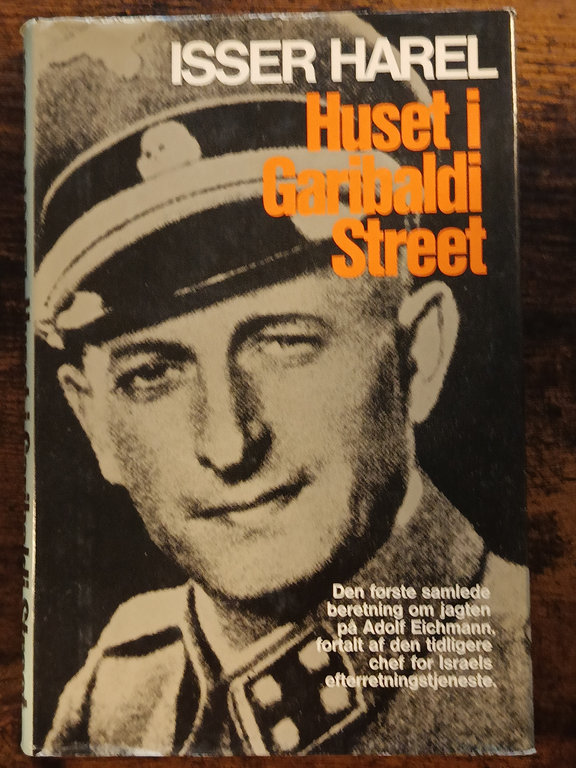 ISSER HAREL
Huset i
Garibaldi
Street
Den første samlede
beretning om jagten
på Adolf Eichmann,
fortalt af den tidligere
chef for Israels
efterretningstjeneste.